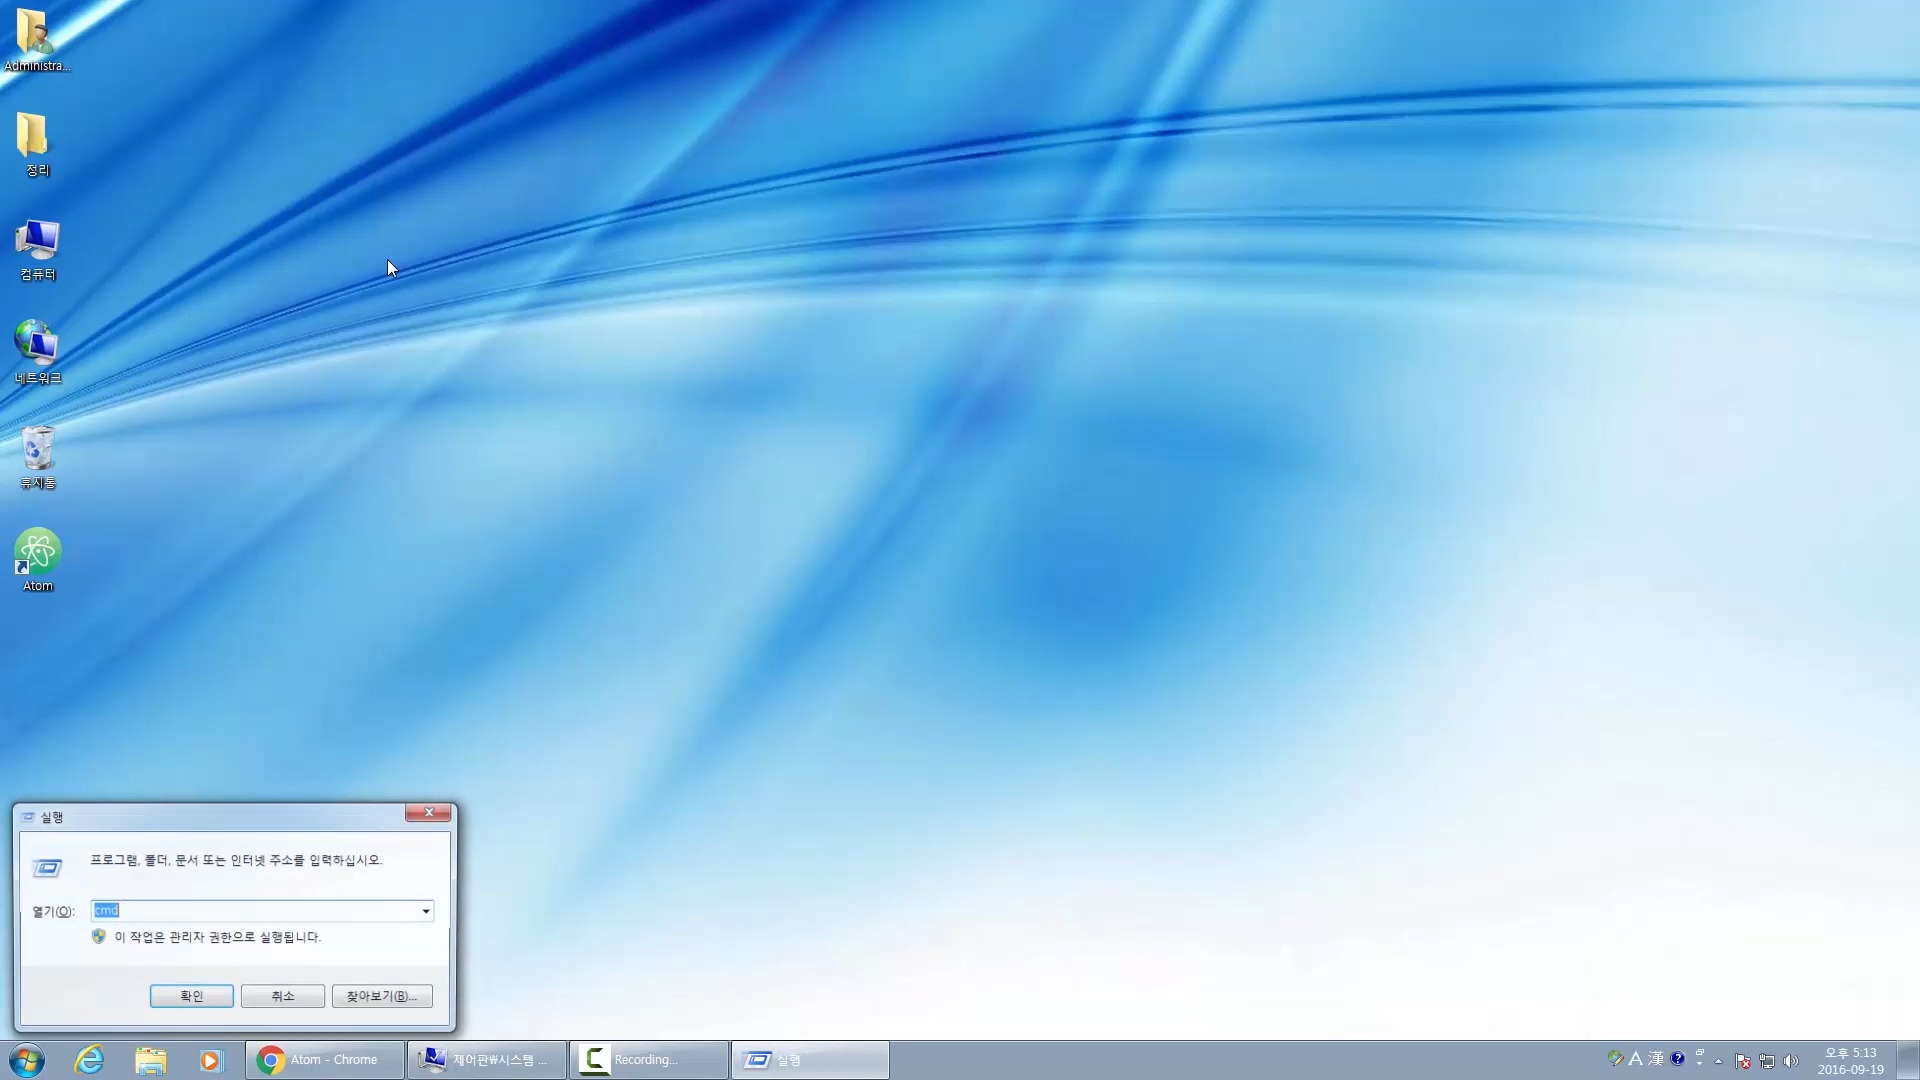 Administra...
정리
컴퓨터
네트워크
휴지통
Atom
실행
프로그램, 폴더, 문서 또는 인터넷 주소를 입력하십시오.
열기(O): cmd
이 작업은 관리자 권한으로 실행됩니다.
확인 취소 찾아보기(B)...
Atom - Chrome 제어판₩시스템 ... Recording... 실행 A 漢 오후 5:13
2016-09-19